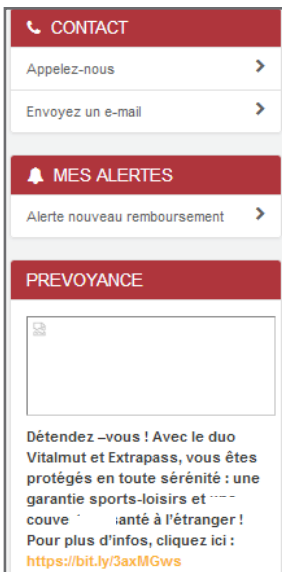 CONTACT
Appelez-nous
Envoyez un e-mail
MES ALERTES
Alerte nouveau remboursement
PREVOYANCE
Détendez –vous ! Avec le duo
Vitalmut et Extrapass, vous êtes
protégés en toute sérénité : une
garantie sports-loisirs et
santé à l'étranger !
Pour plus d'infos, cliquez ici :
https://bit.ly/3axMGws